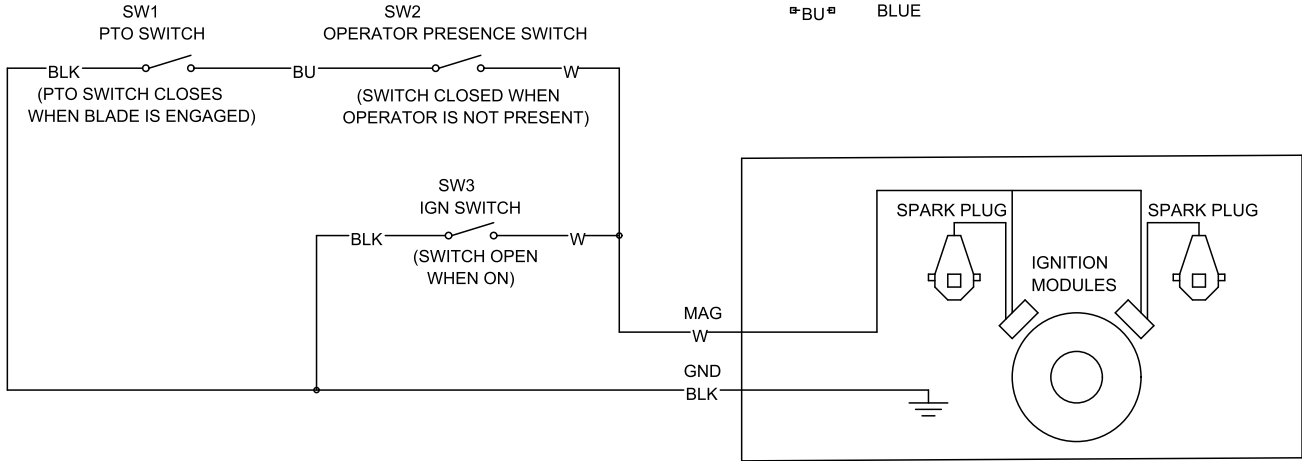 SW1
PTO SWITCH
SW2
OPERATOR PRESENCE SWITCH
BU
BLUE
BLK
BU
W
(PTO SWITCH CLOSES
WHEN BLADE IS ENGAGED)
(SWITCH CLOSED WHEN
OPERATOR IS NOT PRESENT)
SW3
IGN SWITCH
BLK
W
(SWITCH OPEN
WHEN ON)
SPARK PLUG
SPARK PLUG
IGNITION
MODULES
MAG
W
GND
BLK